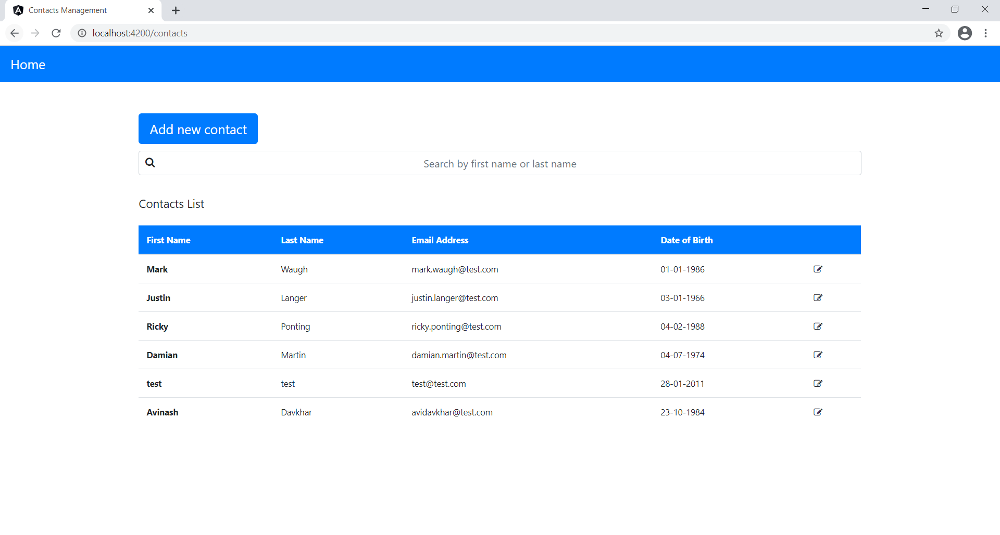 Contacts Management
localhost:4200/contacts
Home
Add new contact
Search by first name or last name
Contacts List
First Name Last Name Email Address Date of Birth
Mark Waugh mark.waugh@test.com 01-01-1986
Justin Langer justin.langer@test.com 03-01-1966
Ricky Ponting ricky.ponting@test.com 04-02-1988
Damian Martin damian.martin@test.com 04-07-1974
test test test@test.com 28-01-2011
Avinash Davkhar avidavkhar@test.com 23-10-1984